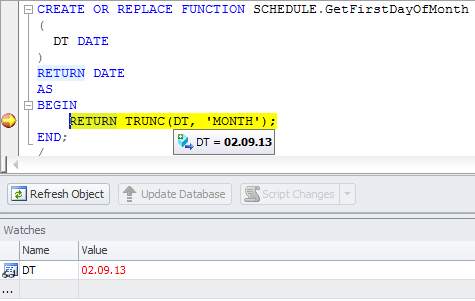 CREATE OR REPLACE FUNCTION SCHEDULE.GetFirstDayOfMonth
(
DT DATE
)
RETURN DATE
AS
BEGIN
RETURN TRUNC(DT, 'MONTH');
END;
DT = 02.09.13
/
Refresh Object Update Database Script Changes
Watches
Name Value
DT 02.09.13
...